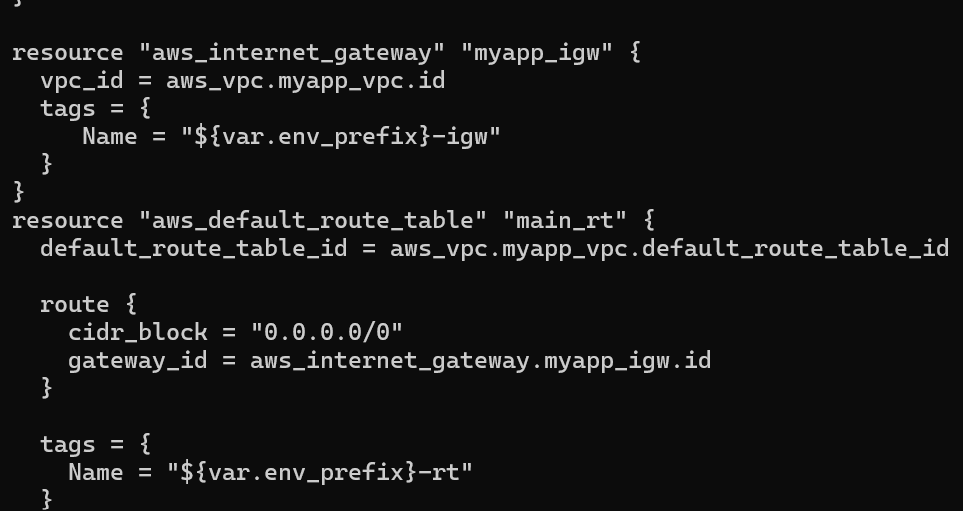 }
resource "aws_internet_gateway" "myapp_igw" {
  vpc_id = aws_vpc.myapp_vpc.id
  tags = {
     Name = "${var.env_prefix}-igw"
  }
}
resource "aws_default_route_table" "main_rt" {
  default_route_table_id = aws_vpc.myapp_vpc.default_route_table_id
  route {
    cidr_block = "0.0.0.0/0"
    gateway_id = aws_internet_gateway.myapp_igw.id
  }
  tags = {
    Name = "${var.env_prefix}-rt"
  }